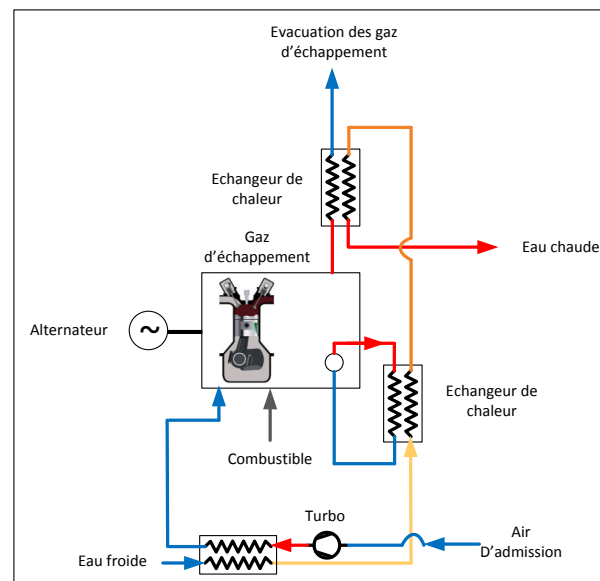 Evacuation des gaz
d’échappement
Echangeur de
chaleur
Gaz
d’échappement
Eau chaude
Alternateur
~
Echangeur de
chaleur
Combustible
Turbo
Air
D’admission
Eau froide